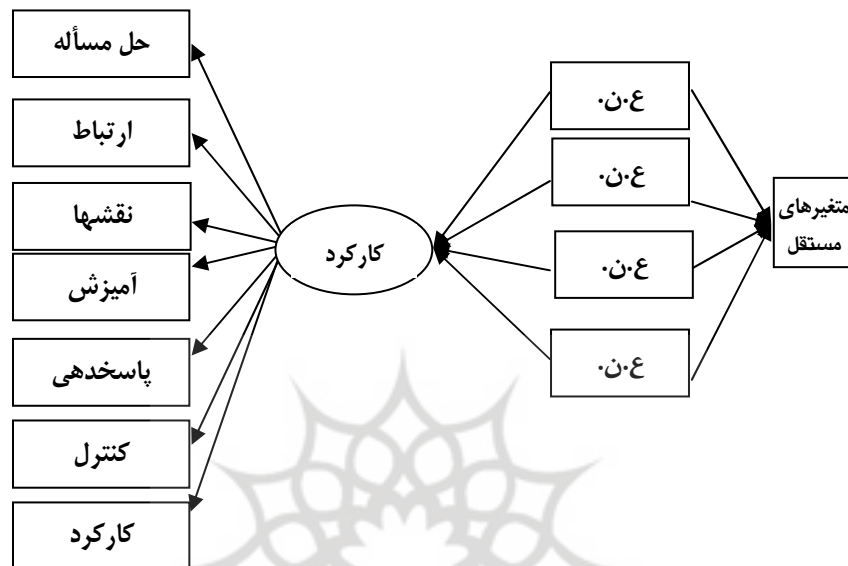 متغیرهای
مستقل
ع.ن.
ع.ن.
ع.ن.
ع.ن.
کارکرد
حل مسأله
ارتباط
نقشها
آمیزش
پاسخدهی
کنترل
کارکرد